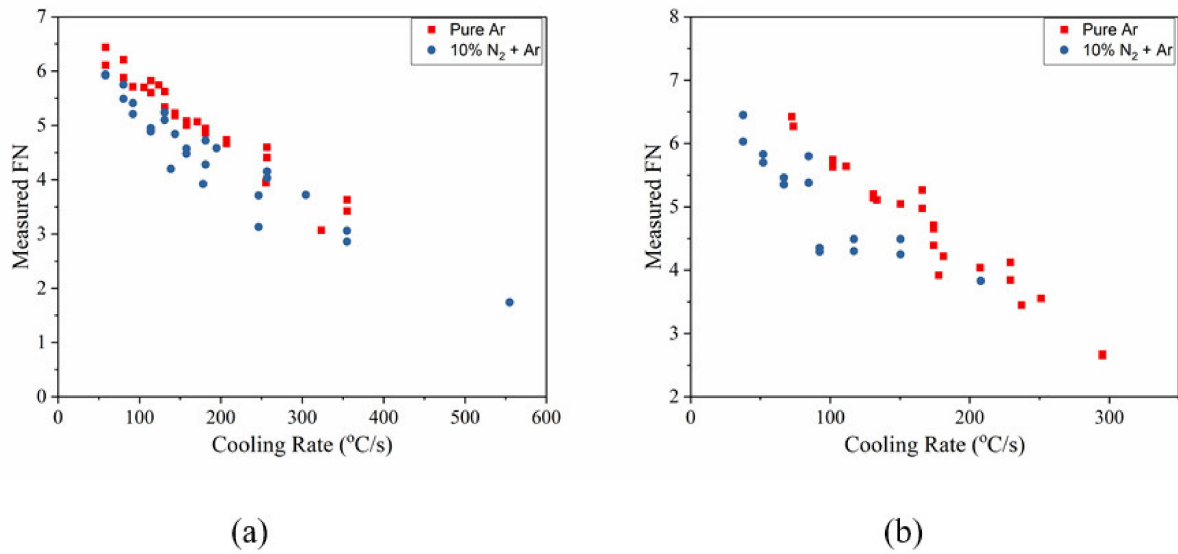 7
6
5
4
3
2
1
0
0 100 200 300 400 500 600
Measured FN
Cooling Rate (°C/s)
Pure Ar
10% N₂ + Ar
(a)
8
7
6
5
4
3
2
0 100 200 300
Measured FN
Cooling Rate (°C/s)
Pure Ar
10% N₂ + Ar
(b)